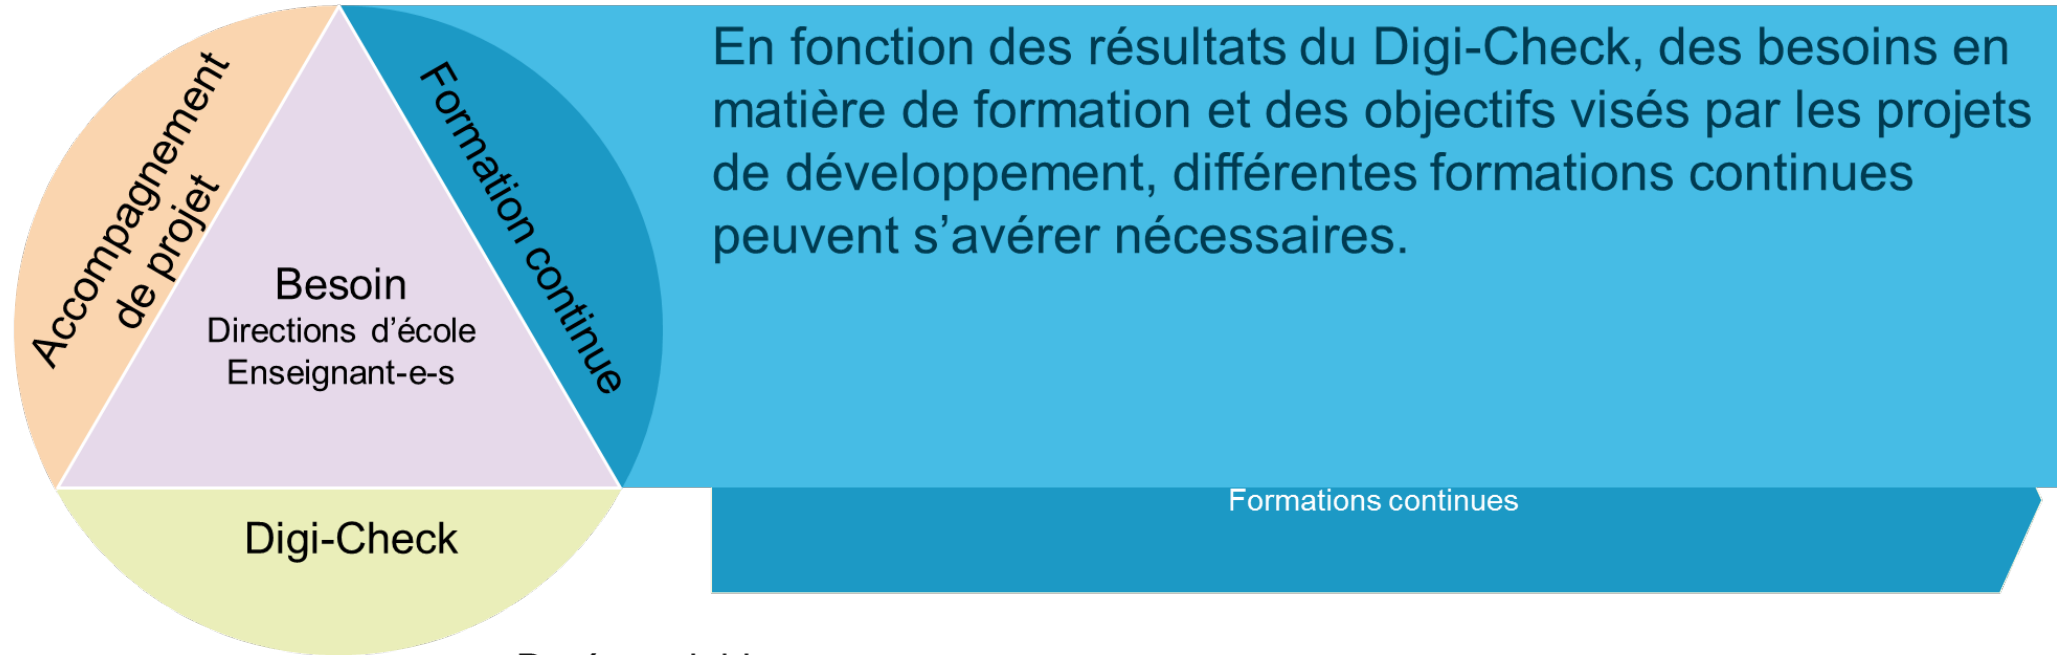 Accompagnement
de projet
Formation continue
Besoin
Directions d'école
Enseignant-e-s
Digi-Check
En fonction des résultats du Digi-Check, des besoins en
matière de formation et des objectifs visés par les projets
de développement, différentes formations continues
peuvent s’avérer nécessaires.
Formations continues